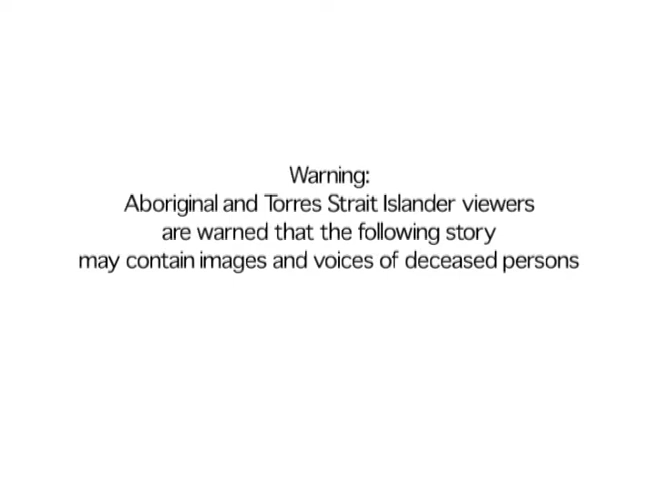 Warning:
Aboriginal and Torres Strait Islander viewers
are warned that the following story
may contain images and voices of deceased persons